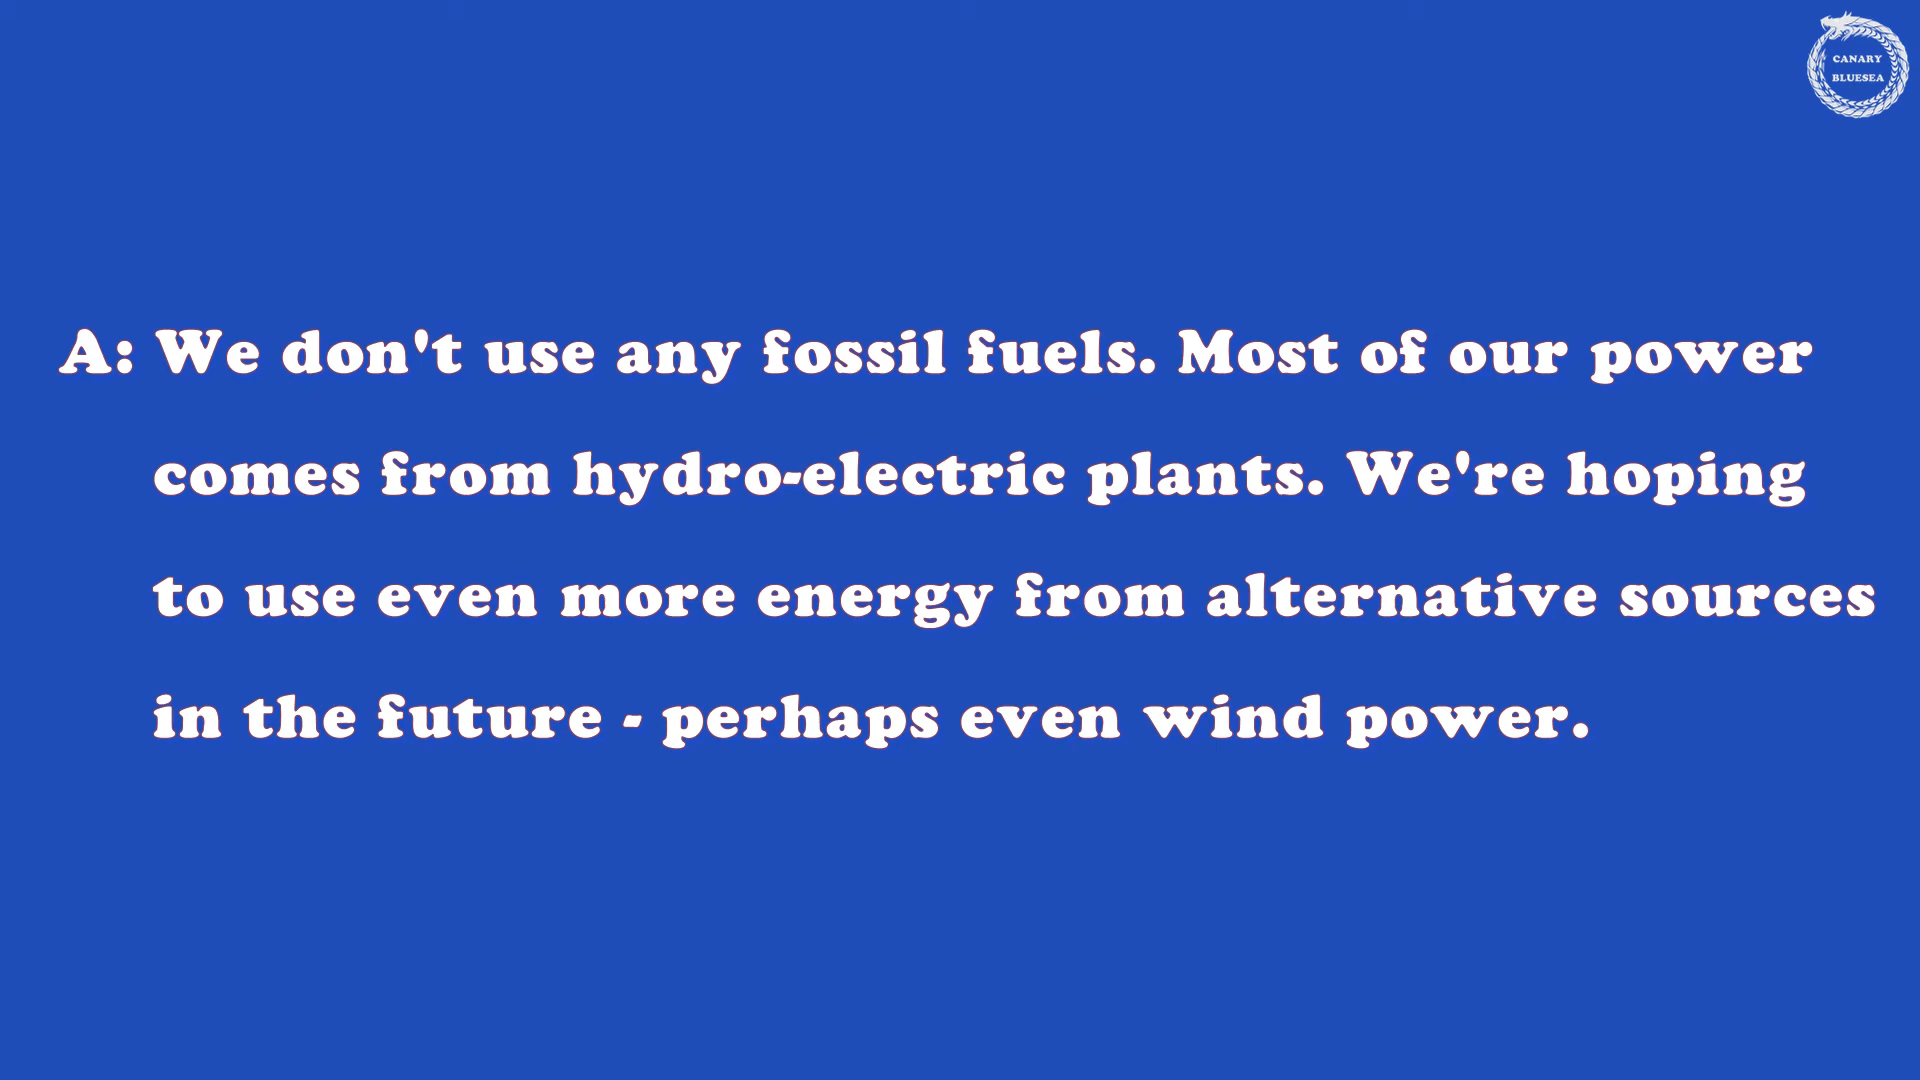 CANARY
BLUESEA
A: We don't use any fossil fuels. Most of our power
comes from hydro-electric plants. We're hoping
to use even more energy from alternative sources
in the future - perhaps even wind power.